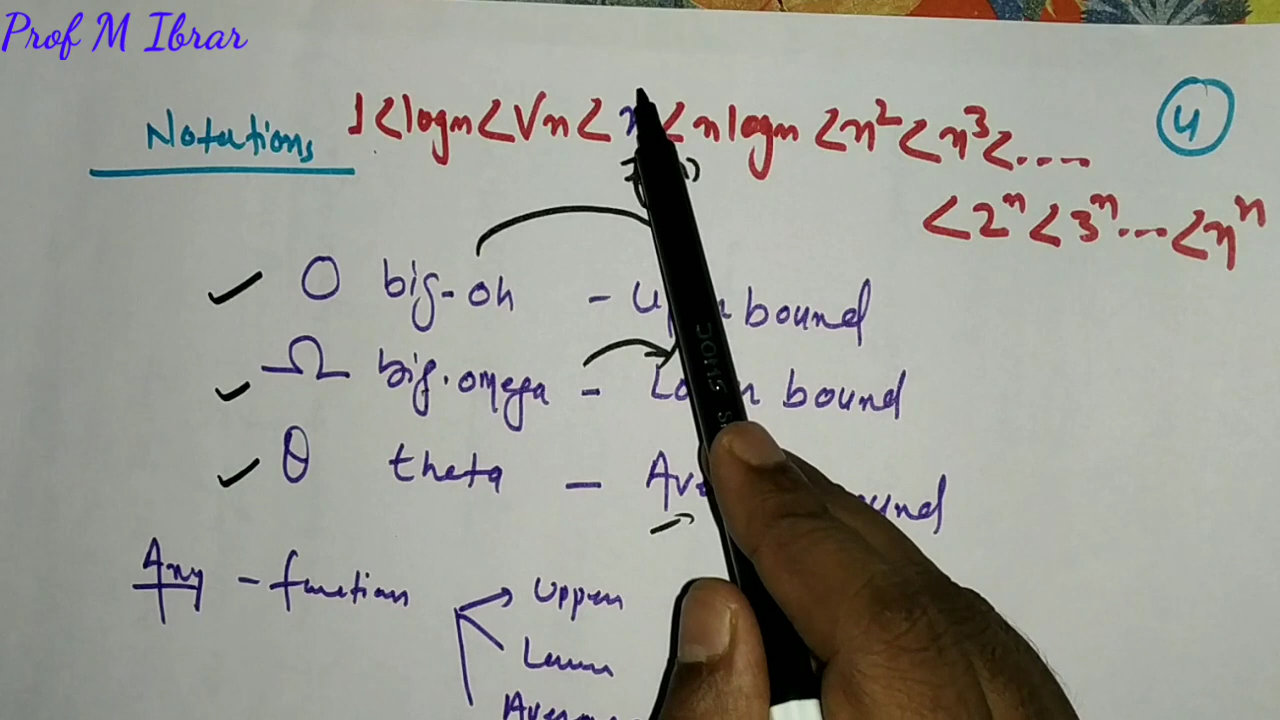 Prof M Ibrar
Notations 1 < logn < √n < n < n logn < n² < n³ < .... 4
< 2ⁿ < 3ⁿ ... < nⁿ
O big-oh - bound
Ω big.omega - bound
θ theta -
Any - function Upper
Lower